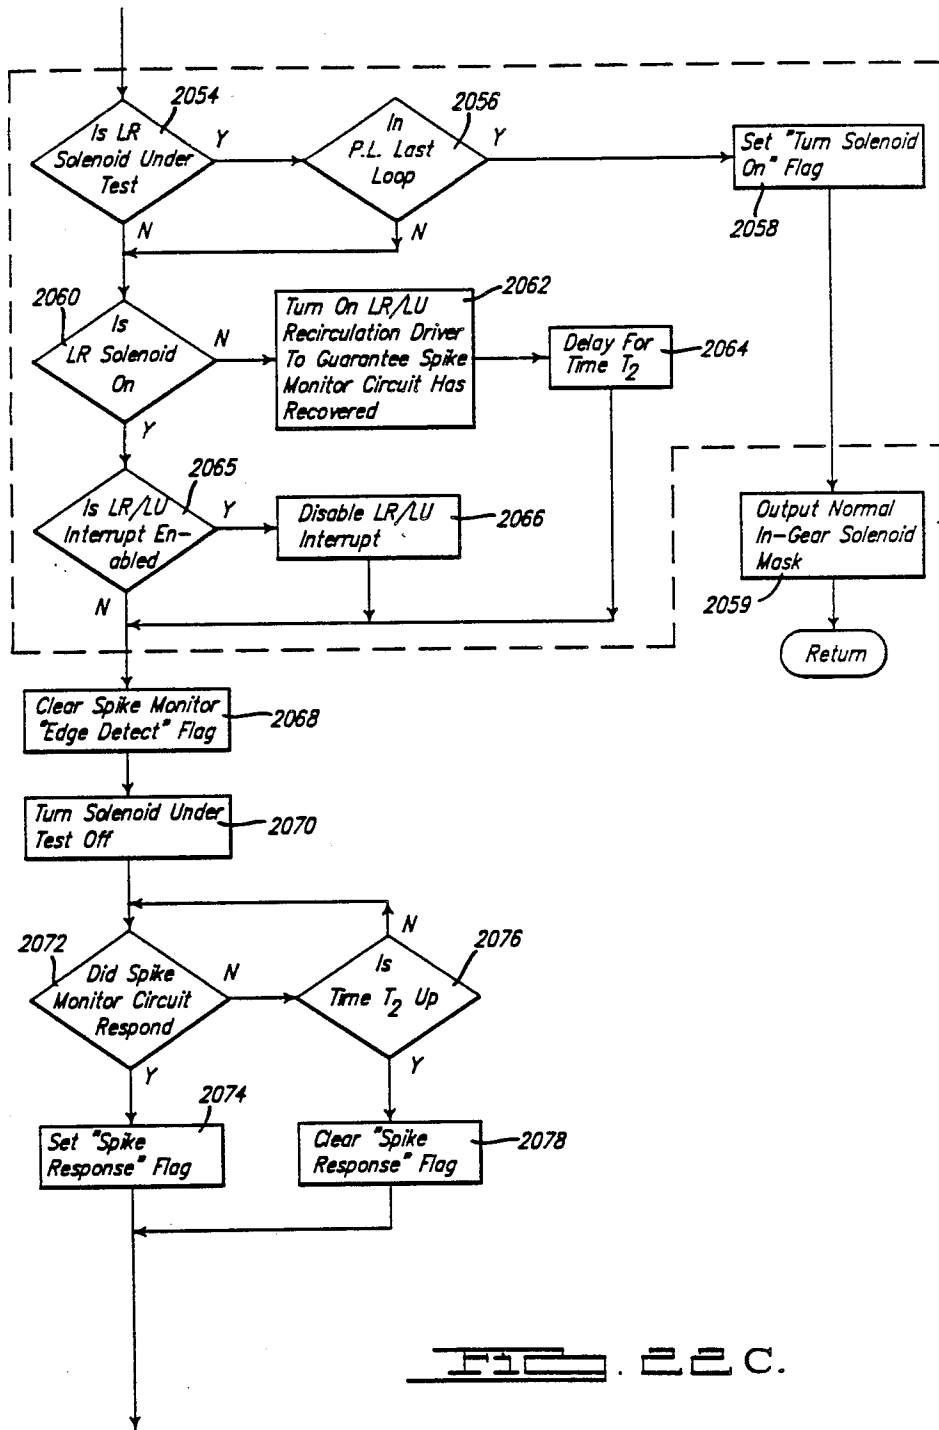 2054
Is LR
Solenoid Under
Test
Y
N
2056
In
P.L. Last
Loop
Y
N
Set "Turn Solenoid
On" Flag
2058
2060
Is
LR Solenoid
On
N
Y
Turn On LR/LU
Recirculation Driver
To Guarantee Spike
Monitor Circuit Has
Recovered
2062
Delay For
Time T2
2064
2065
Is LR/LU
Interrupt En-
abled
Y
N
Disable LR/LU
Interrupt
2066
Output Normal
In-Gear Solenoid
Mask
2059
Return
Clear Spike Monitor
"Edge Detect" Flag
2068
Turn Solenoid Under
Test Off
2070
2072
Did Spike
Monitor Circuit
Respond
N
Y
2076
Is
Time T2 Up
N
Y
2074
Set "Spike
Response" Flag
Clear "Spike
Response" Flag
2078
FIG. 22C.